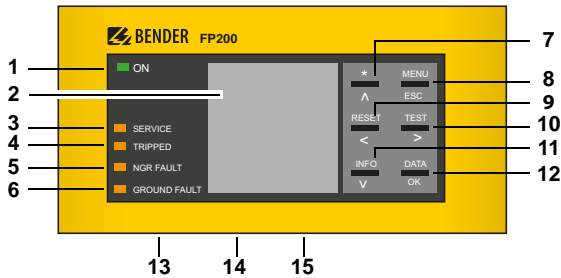 BENDER FP200
1 ON
2
3 SERVICE
4 TRIPPED
5 NGR FAULT
6 GROUND FAULT
* MENU
^ ESC
RESET TEST
< >
INFO DATA
v OK
7
8
9
10
11
12
13 14 15